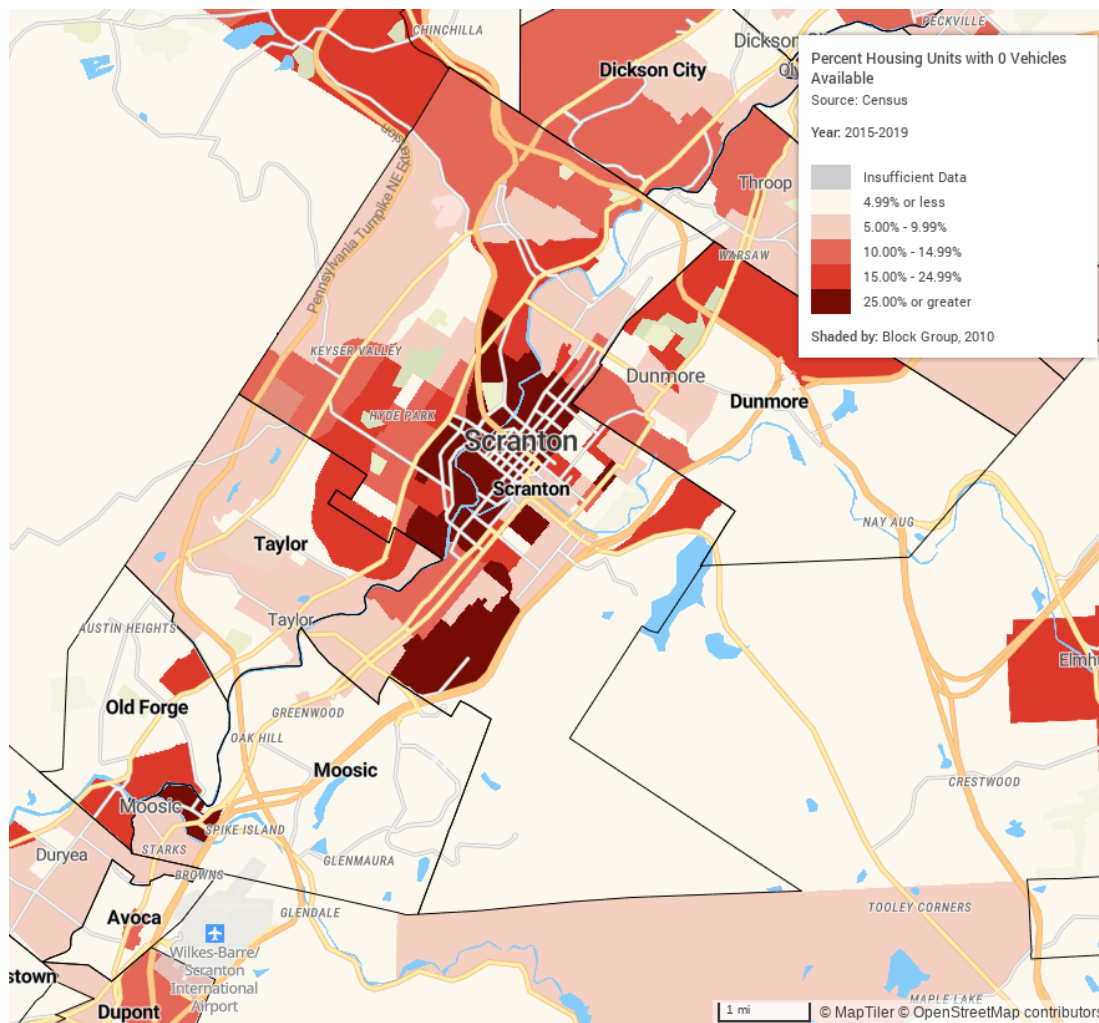 PECKVILLE
CHINCHILLA
Dickson City
Percent Housing Units with 0 Vehicles
Available
Source: Census
Year: 2015-2019
Insufficient Data
4.99% or less
5.00% - 9.99%
10.00% - 14.99%
15.00% - 24.99%
25.00% or greater
Shaded by: Block Group, 2010
Dickson
Throop
WARSAW
Pennsylvania Turnpike NE Exte
KEYSER VALLEY
Dunmore
Dunmore
HYDE PARK
Scranton
Scranton
NAY AUG
Taylor
Taylor
AUSTIN HEIGHTS
Old Forge
GREENWOOD
OAK HILL
Moosic
CRESTWOOD
Moosic
SPIKE ISLAND
STARKS
Duryea
GLENMAURA
BROWNS
Avoca
GLENDALE
TOOLEY CORNERS
Wilkes-Barre/
Scranton
International
Airport
stown
Dupont
MAPLE LAKE
1 mi
© MapTiler © OpenStreetMap contributors